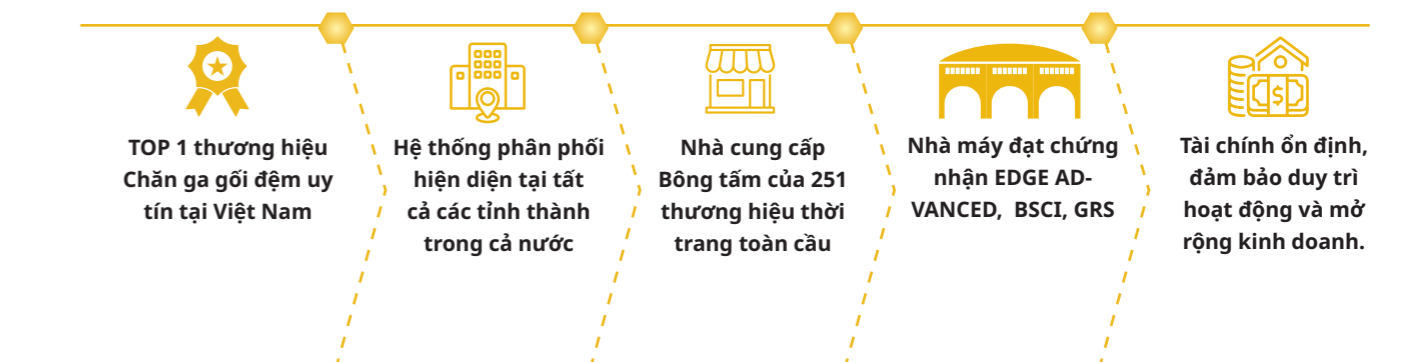 TOP 1 thương hiệu
Chăn ga gối đệm uy
tín tại Việt Nam
Hệ thống phân phối
hiện diện tại tất
cả các tỉnh thành
trong cả nước
Nhà cung cấp
Bông tấm của 251
thương hiệu thời
trang toàn cầu
Nhà máy đạt chứng
nhận EDGE AD-
VANCED, BSCI, GRS
Tài chính ổn định,
đảm bảo duy trì
hoạt động và mở
rộng kinh doanh.